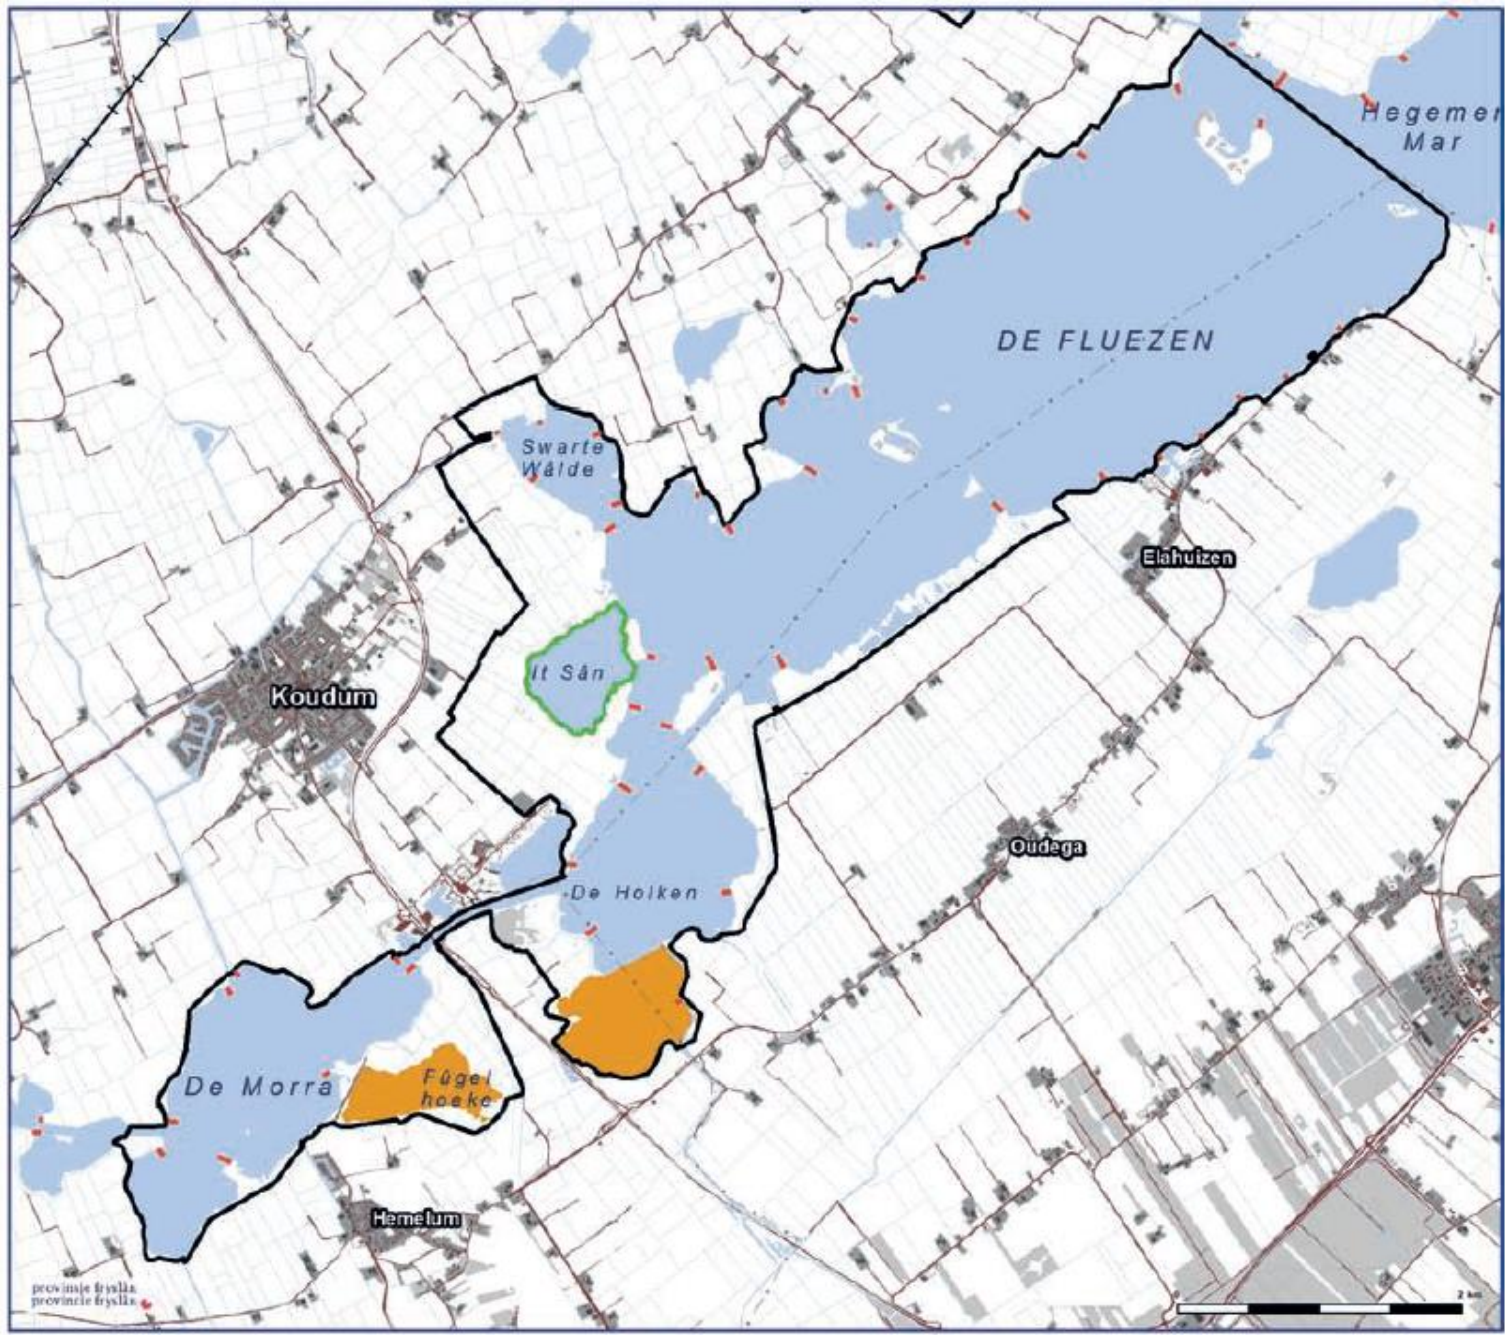 Hegemer
Mar
DE FLUEZEN
Swarte
Wâlde
Elahuizen
It Sân
Koudum
Oudega
De Holken
De Morra
Fûgel
hoeke
Hemelum
provinsje fryslân
provincie fryslân
0
2 km